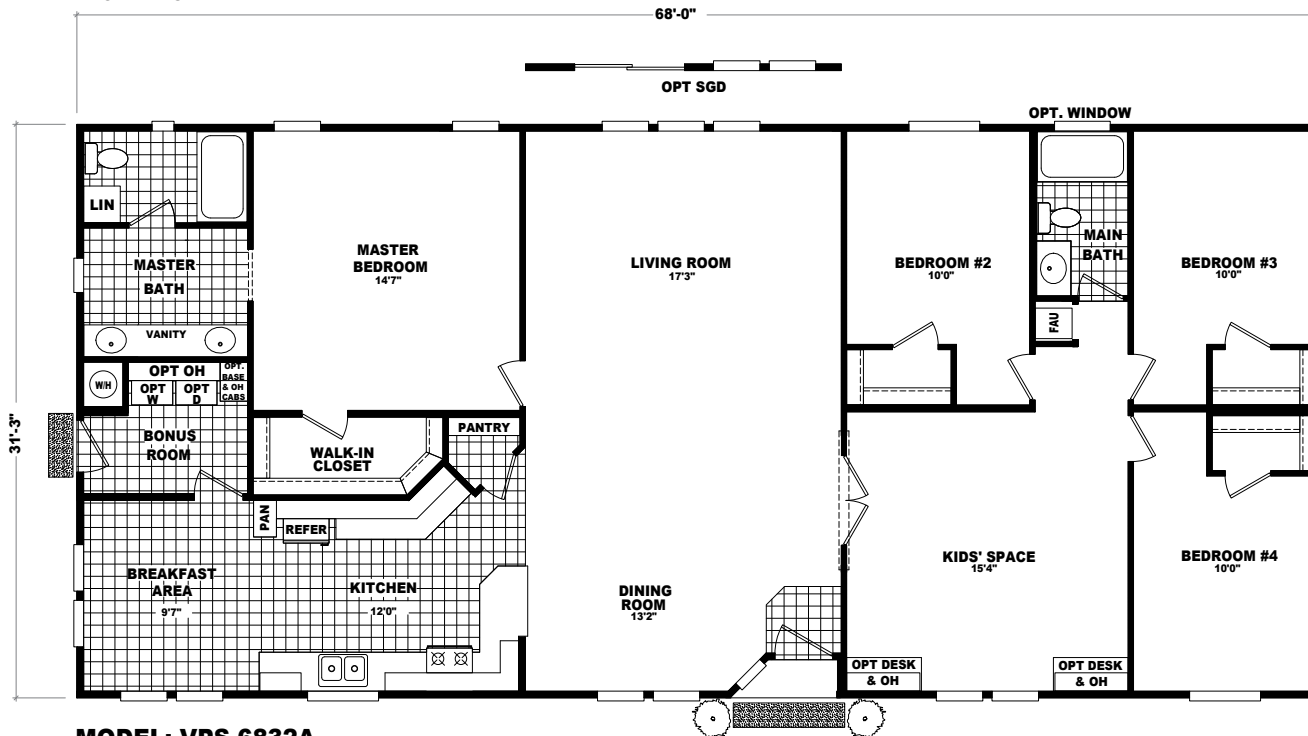 68'-0"
OPT SGD
OPT. WINDOW
31'-3"
LIN
MASTER
BATH
VANITY
MASTER
BEDROOM
14'7"
LIVING ROOM
17'3"
BEDROOM #2
10'0"
MAIN
BATH
BEDROOM #3
10'0"
FAU
W/H
OPT OH
OPT
W
OPT
D
OPT.
BASE
& OH
CABS
BONUS
ROOM
WALK-IN
CLOSET
PANTRY
PAN
REFER
BREAKFAST
AREA
9'7"
KITCHEN
12'0"
DINING
ROOM
13'2"
KIDS' SPACE
15'4"
BEDROOM #4
10'0"
OPT DESK
& OH
OPT DESK
& OH
MODEL: VPS-6832A